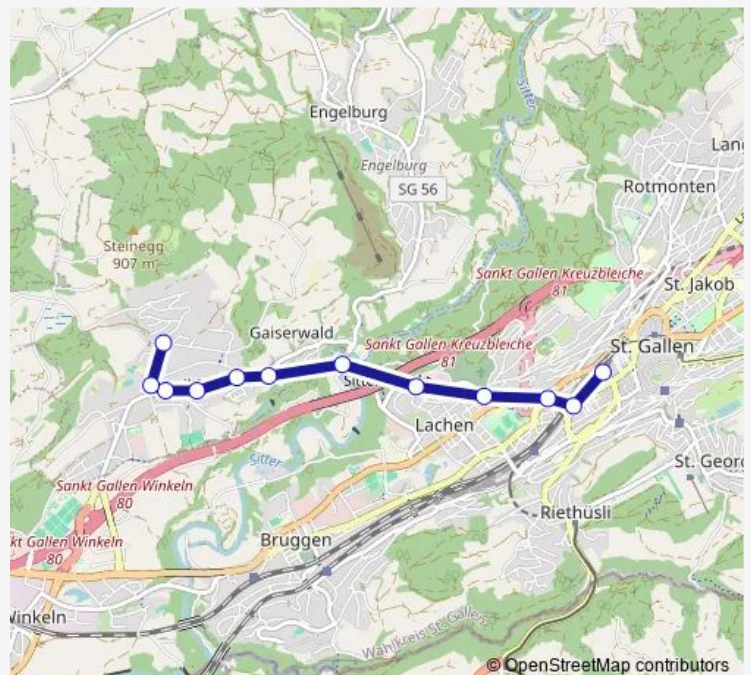 Engelburg
Sitter
Lan
Engelburg
SG 56
Rotmonten
Steinegg
907 m
Sankt Gallen Kreuzbleiche
81
St. Jakob
Gaiserwald
Sankt Gallen Kreuzbleiche
81
St. Gallen
Lachen
Sitter
St. Georg
Sankt Gallen Winkeln
80
kt Gallen Winkeln
80
Bruggen
Riethüsli
Winkeln
Wahlkreis St. Gallen
© OpenStreetMap contributors